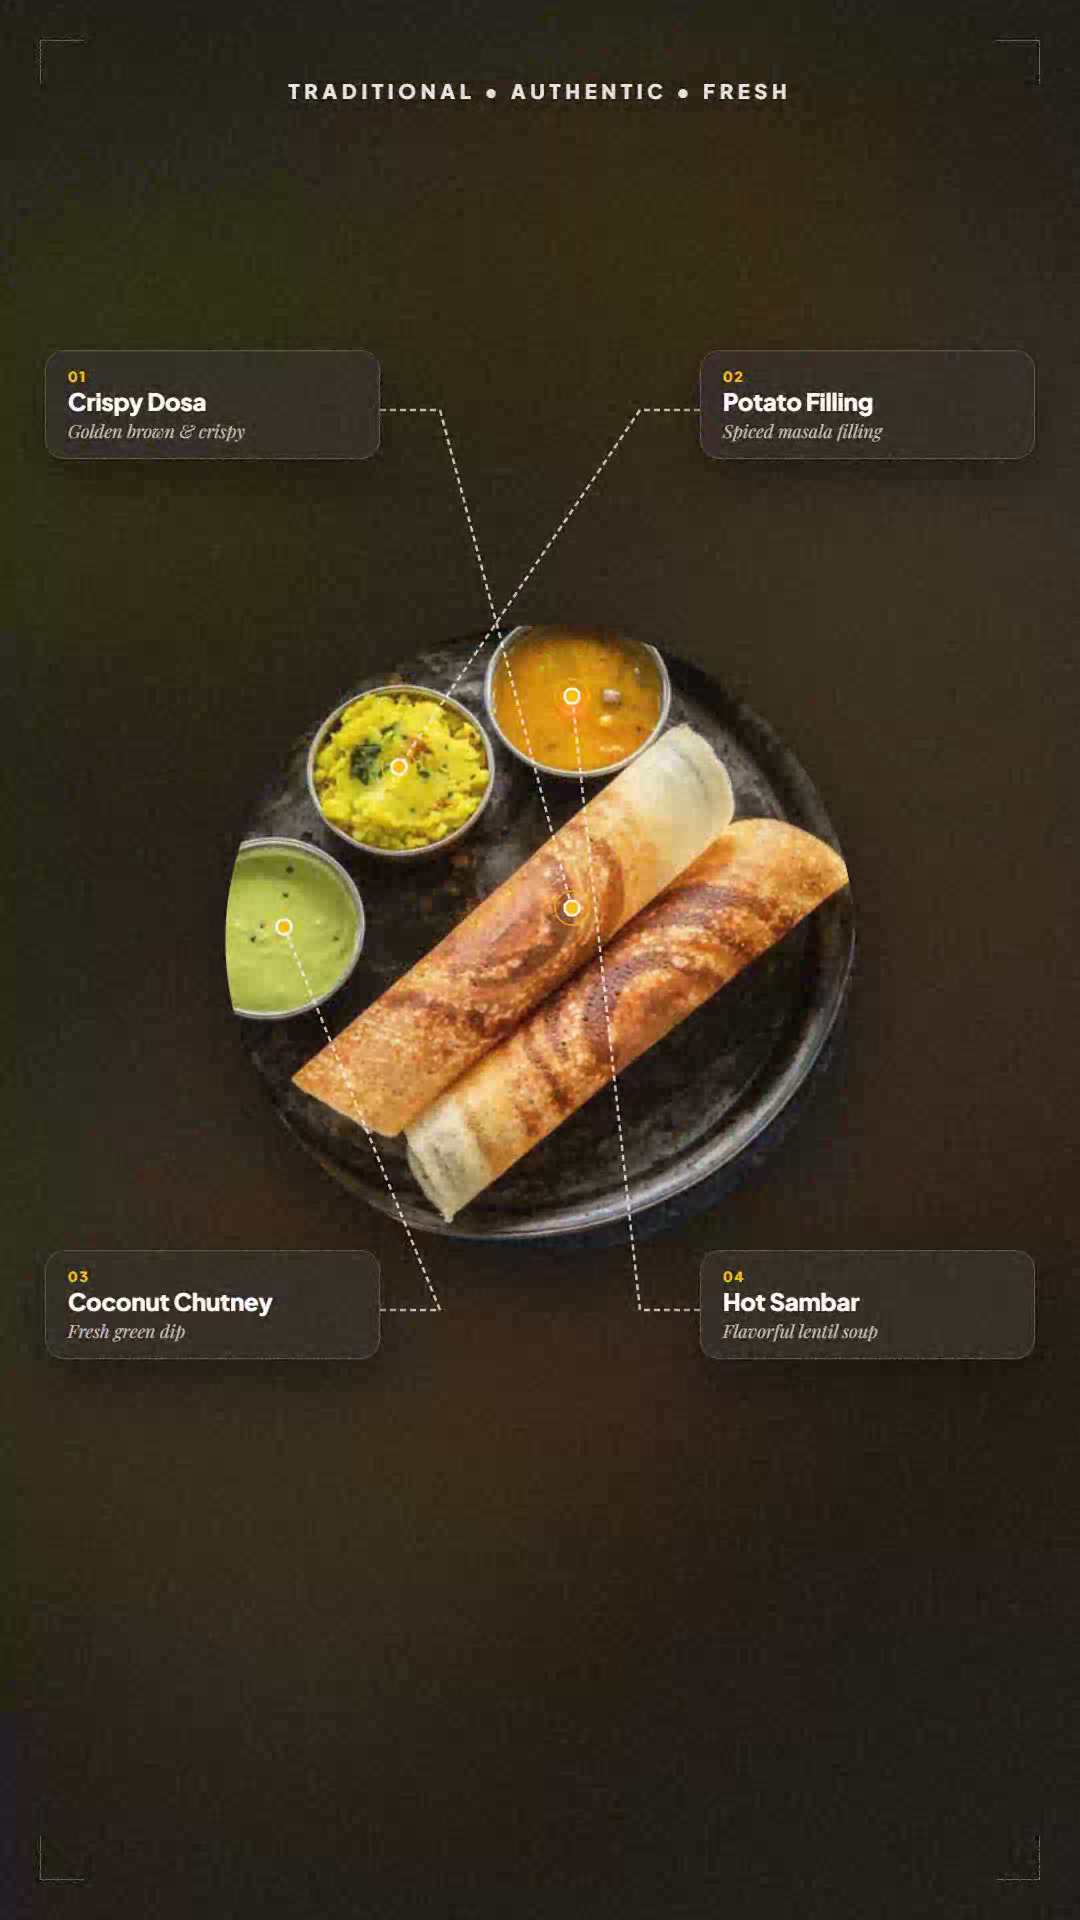 TRADITIONAL ● AUTHENTIC ● FRESH
01
Crispy Dosa
Golden brown & crispy
02
Potato Filling
Spiced masala filling
03
Coconut Chutney
Fresh green dip
04
Hot Sambar
Flavorful lentil soup